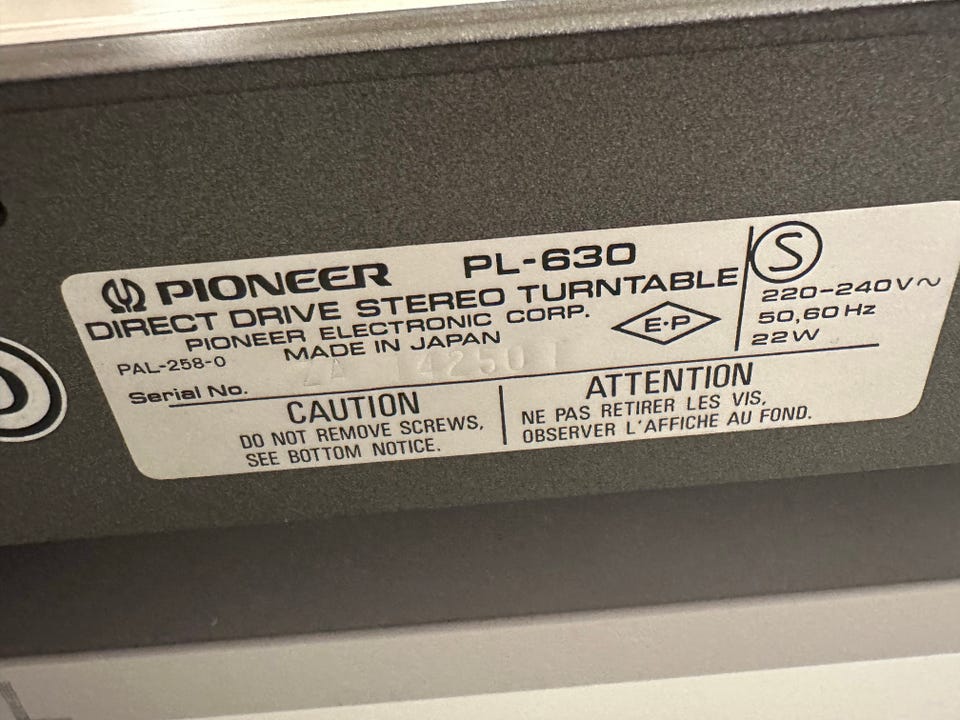 PIONEER PL-630
DIRECT DRIVE STEREO TURNTABLE
PIONEER ELECTRONIC CORP.
PAL-258-0 MADE IN JAPAN
Serial No.
E·P
S
220-240V~
50,60Hz
22W
CAUTION
DO NOT REMOVE SCREWS,
SEE BOTTOM NOTICE.
ATTENTION
NE PAS RETIRER LES VIS,
OBSERVER L'AFFICHE AU FOND.